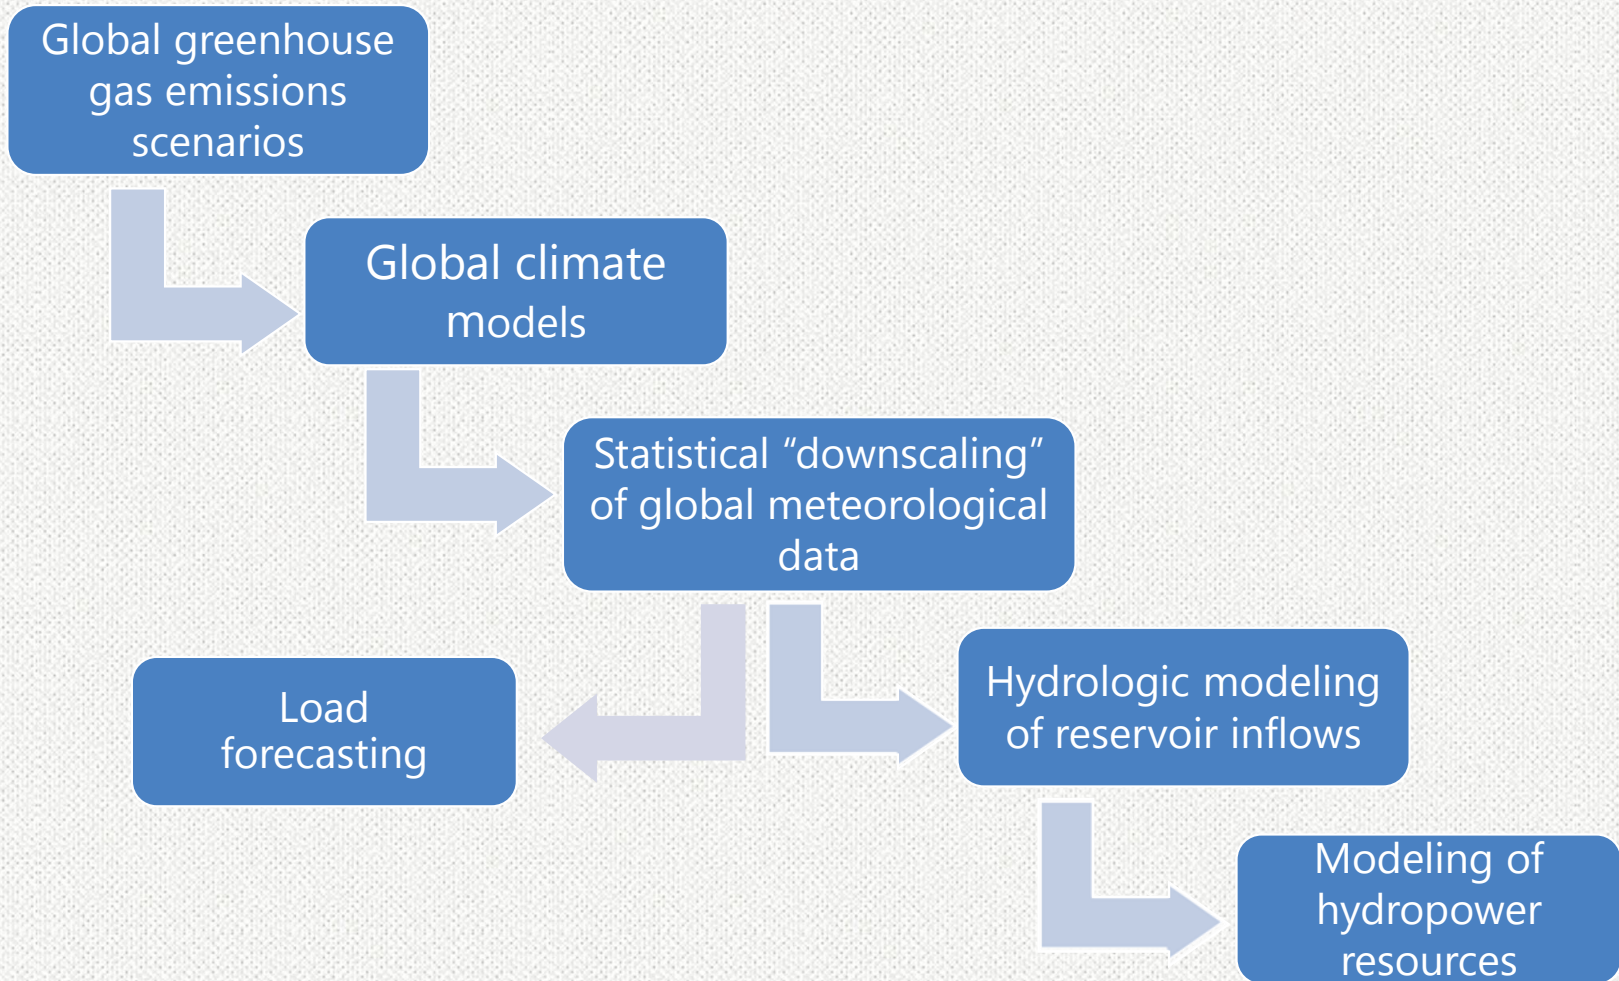 Global greenhouse
gas emissions
scenarios
Global climate
models
Statistical “downscaling”
of global meteorological
data
Load
forecasting
Hydrologic modeling
of reservoir inflows
Modeling of
hydropower
resources